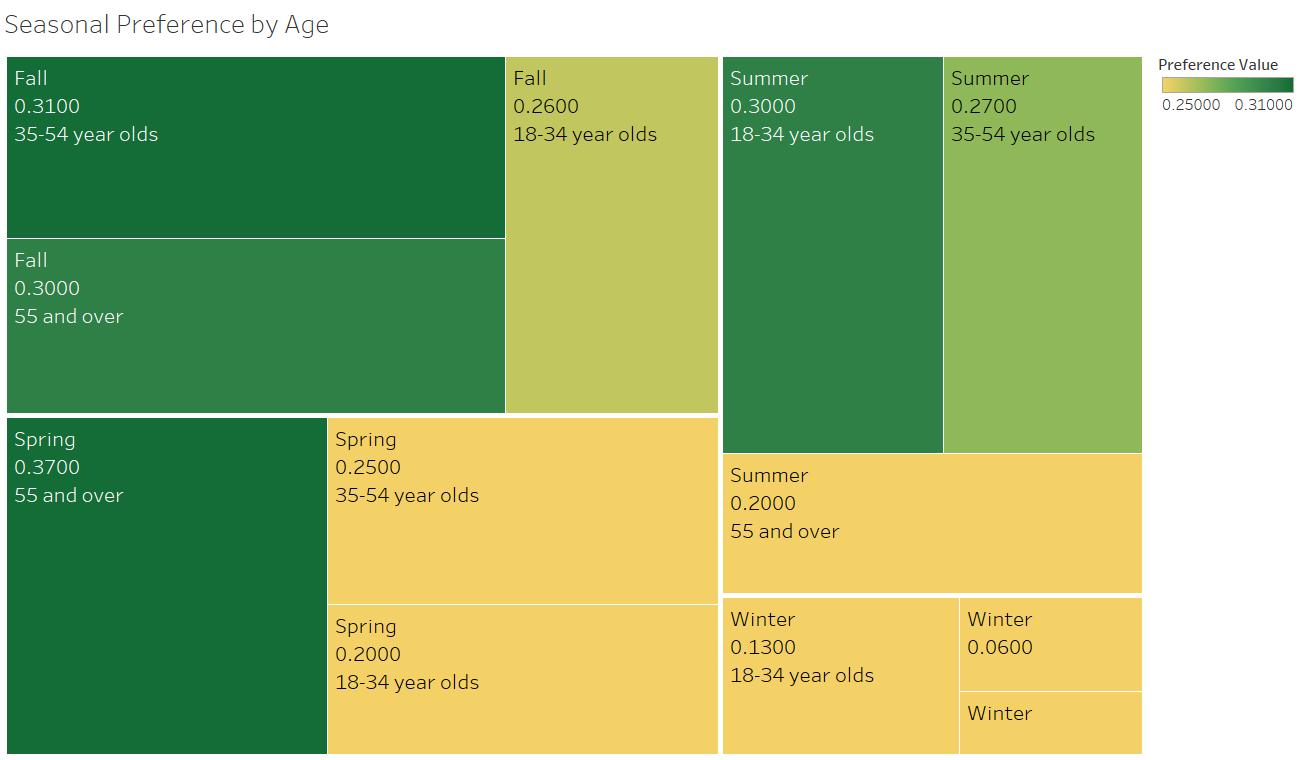 Seasonal Preference by Age
Fall
0.3100
35-54 year olds
Fall
0.2600
18-34 year olds
Fall
0.3000
55 and over
Spring
0.3700
55 and over
Spring
0.2500
35-54 year olds
Spring
0.2000
18-34 year olds
Summer
0.3000
18-34 year olds
Summer
0.2700
35-54 year olds
Summer
0.2000
55 and over
Winter
0.1300
18-34 year olds
Winter
0.0600
Winter
Preference Value
0.25000 0.31000